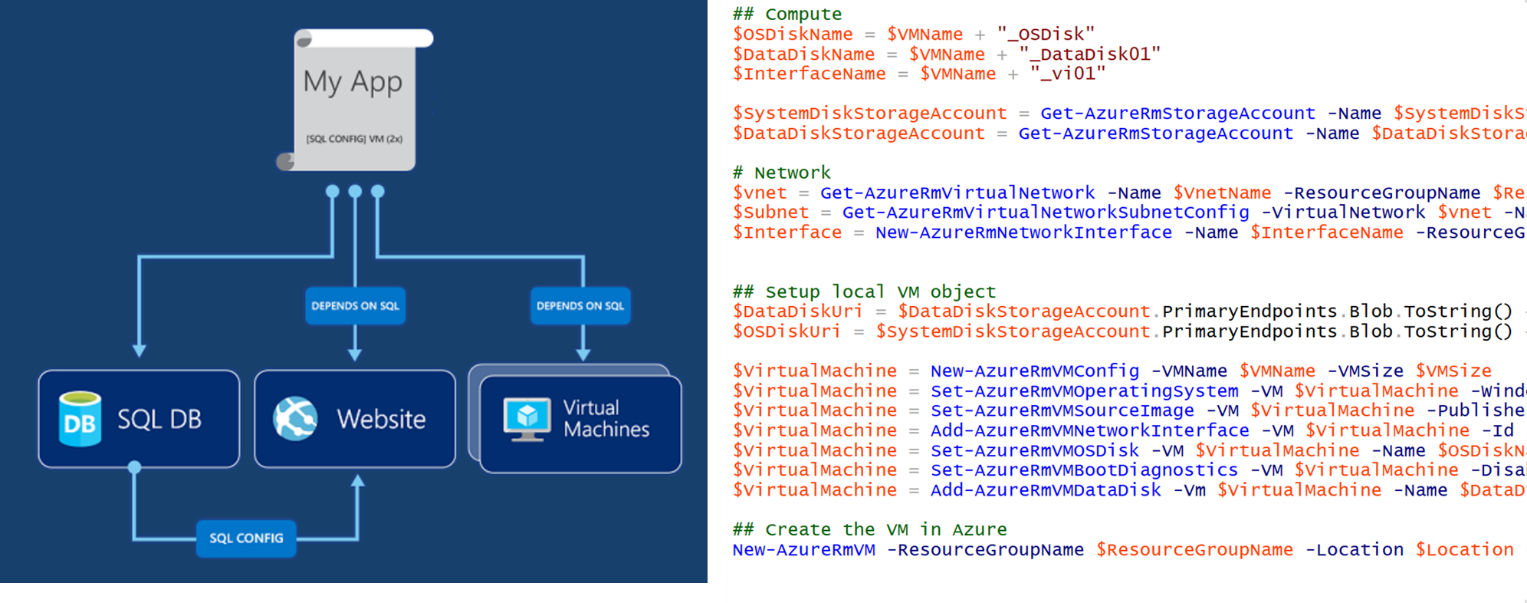 My App
[SQL CONFIG] VM (2x)
DEPENDS ON SQL
DEPENDS ON SQL
DB
SQL DB
Website
Virtual
Machines
SQL CONFIG
## Compute
$OSDiskName = $VMName + "_OSDisk"
$DataDiskName = $VMName + "_DataDisk01"
$InterfaceName = $VMName + "_vi01"
$SystemDiskStorageAccount = Get-AzureRmStorageAccount -Name $SystemDiskS
$DataDiskStorageAccount = Get-AzureRmStorageAccount -Name $DataDiskStora
# Network
$vnet = Get-AzureRmVirtualNetwork -Name $VnetName -ResourceGroupName $Re
$Subnet = Get-AzureRmVirtualNetworkSubnetConfig -VirtualNetwork $vnet -N
$Interface = New-AzureRmNetworkInterface -Name $InterfaceName -ResourceG
## Setup local VM object
$DataDiskUri = $DataDiskStorageAccount.PrimaryEndpoints.Blob.ToString()
$OSDiskUri = $SystemDiskStorageAccount.PrimaryEndpoints.Blob.ToString()
$VirtualMachine = New-AzureRmVMConfig -VMName $VMName -VMSize $VMSize
$VirtualMachine = Set-AzureRmVMOperatingSystem -VM $VirtualMachine -Wind
$VirtualMachine = Set-AzureRmVMSourceImage -VM $VirtualMachine -Publishe
$VirtualMachine = Add-AzureRmVMNetworkInterface -VM $VirtualMachine -Id
$VirtualMachine = Set-AzureRmVMOSDisk -VM $VirtualMachine -Name $OSDiskN
$VirtualMachine = Set-AzureRmVMBootDiagnostics -VM $VirtualMachine -Disa
$VirtualMachine = Add-AzureRmVMDataDisk -Vm $VirtualMachine -Name $DataD
## Create the VM in Azure
New-AzureRmVM -ResourceGroupName $ResourceGroupName -Location $Location